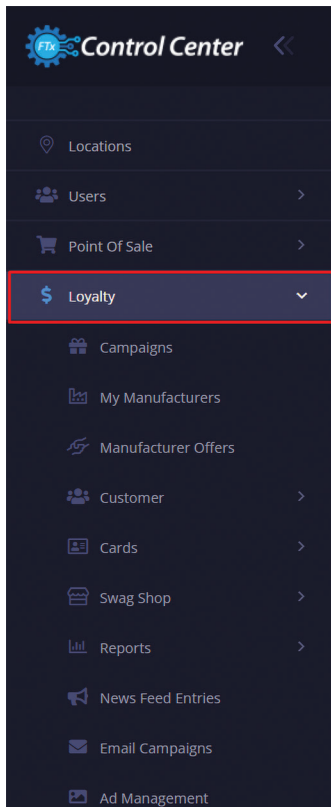 FTx Control Center
Locations
Users
Point Of Sale
Loyalty
Campaigns
My Manufacturers
Manufacturer Offers
Customer
Cards
Swag Shop
Reports
News Feed Entries
Email Campaigns
Ad Management